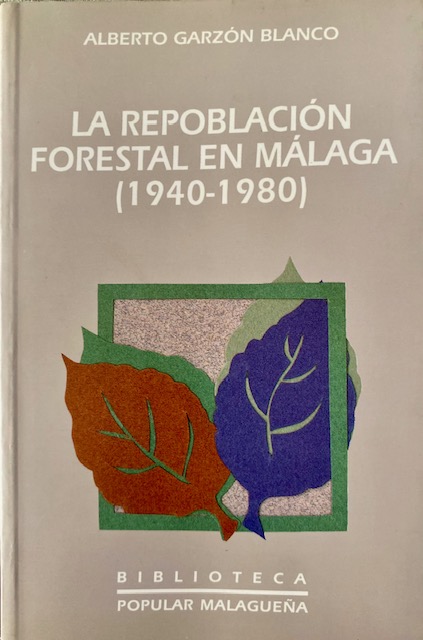 ALBERTO GARZÓN BLANCO
LA REPOBLACIÓN
FORESTAL EN MÁLAGA
(1940-1980)
BIBLIOTECA
POPULAR MALAGUEÑA